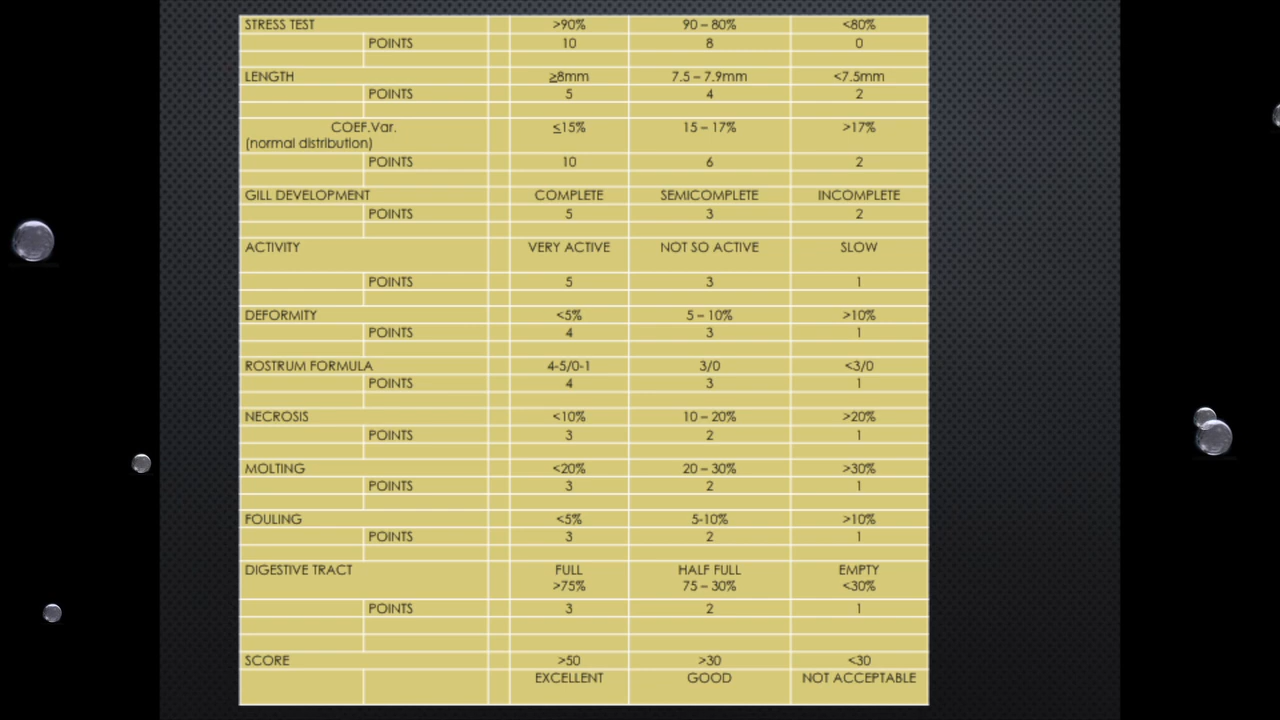 STRESS TEST >90% 90 – 80% <80%
POINTS 10 8 0
LENGTH ≥8mm 7.5 – 7.9mm <7.5mm
POINTS 5 4 2
COEF.Var. ≤15% 15 – 17% >17%
(normal distribution)
POINTS 10 6 2
GILL DEVELOPMENT COMPLETE SEMICOMPLETE INCOMPLETE
POINTS 5 3 2
ACTIVITY VERY ACTIVE NOT SO ACTIVE SLOW
POINTS 5 3 1
DEFORMITY <5% 5 – 10% >10%
POINTS 4 3 1
ROSTRUM FORMULA 4-5/0-1 3/0 <3/0
POINTS 4 3 1
NECROSIS <10% 10 – 20% >20%
POINTS 3 2 1
MOLTING <20% 20 – 30% >30%
POINTS 3 2 1
FOULING <5% 5-10% >10%
POINTS 3 2 1
DIGESTIVE TRACT FULL HALF FULL EMPTY
>75% 75 – 30% <30%
POINTS 3 2 1
SCORE >50 >30 <30
EXCELLENT GOOD NOT ACCEPTABLE